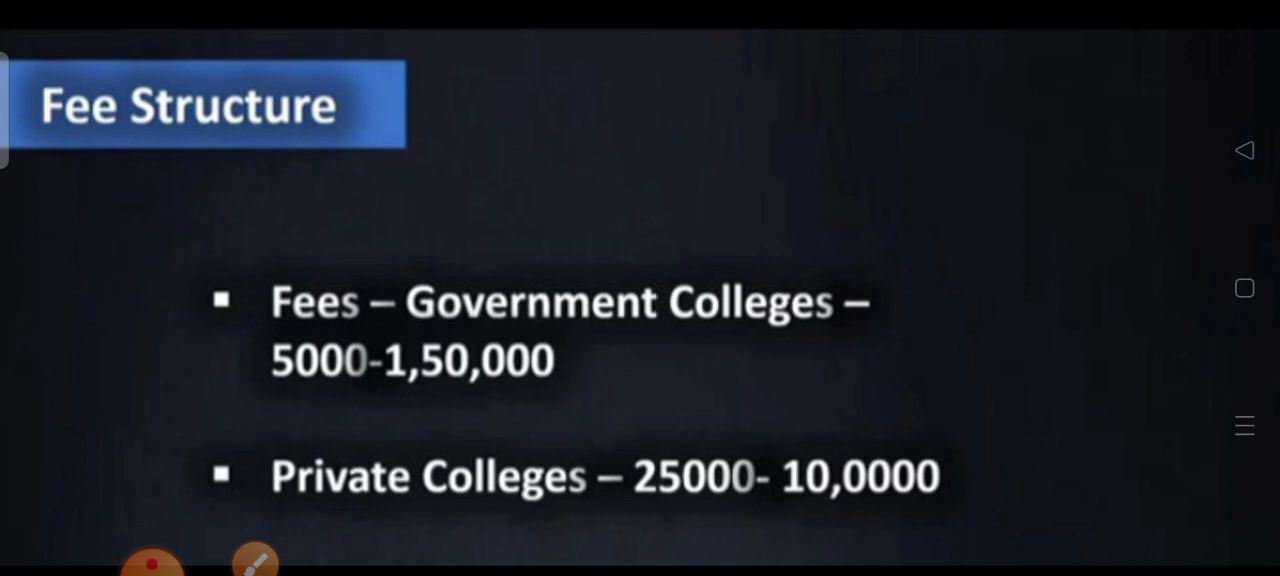 Fee Structure
▪ Fees – Government Colleges –
5000-1,50,000
▪ Private Colleges – 25000- 10,0000